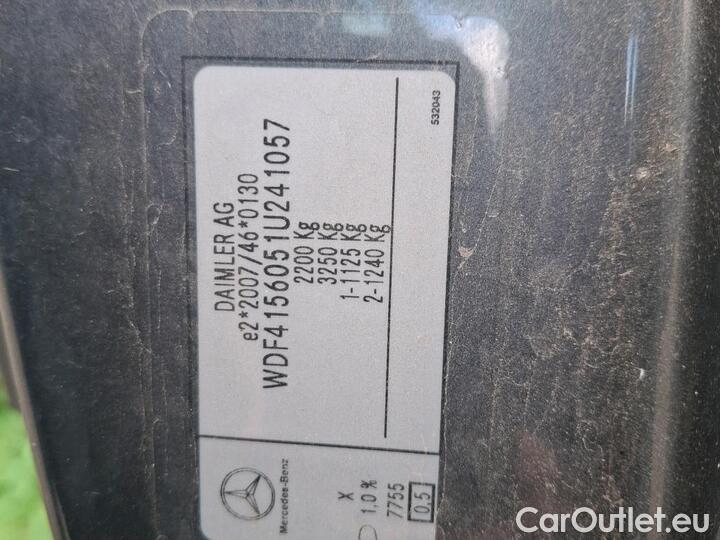 DAIMLER AG
e2*2007/46*0130
WDF4156051U241057
2200 Kg
3250 Kg
1-1125 Kg
2-1240 Kg
532043
Mercedes-Benz
X
1,0 %
7755
0.5
CarOutlet.eu